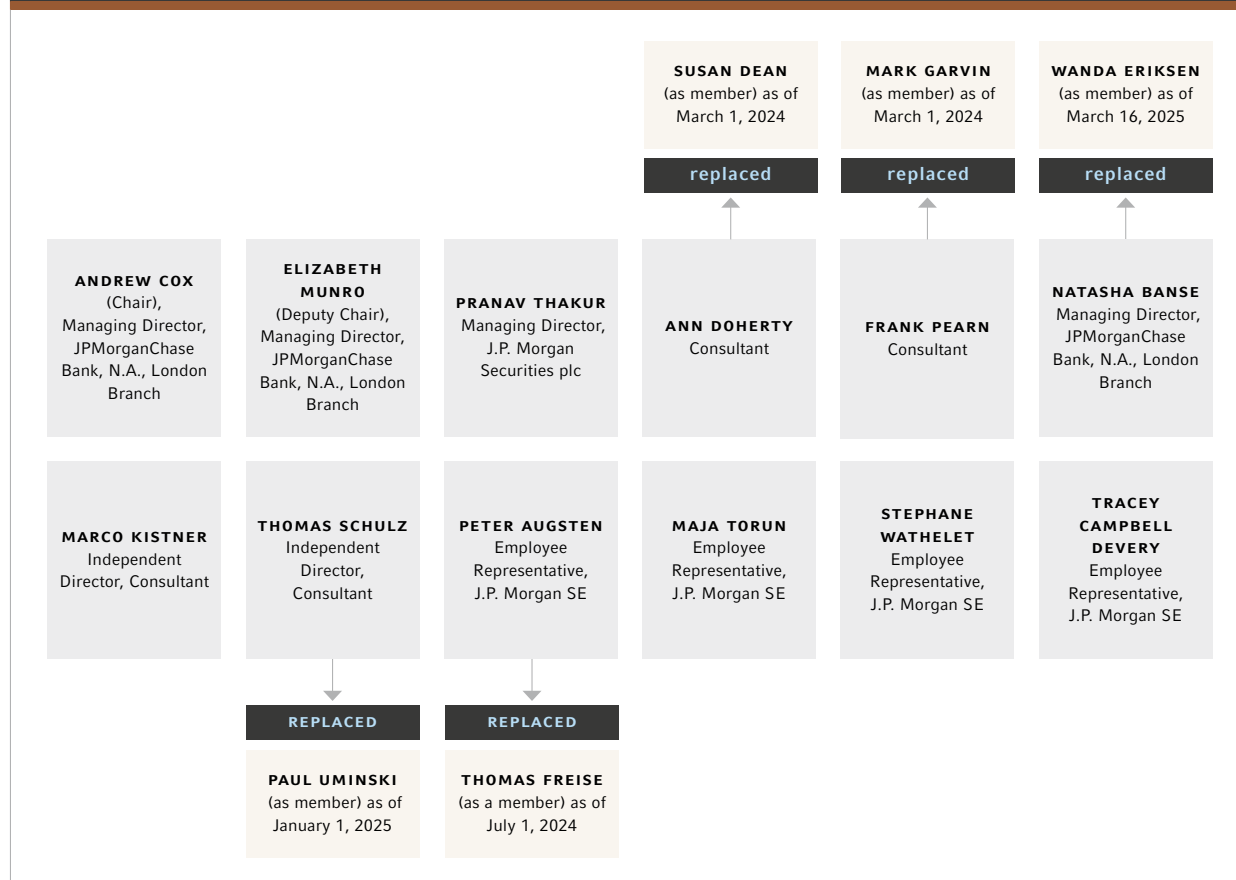 SUSAN DEAN
(as member) as of
March 1, 2024
MARK GARVIN
(as member) as of
March 1, 2024
WANDA ERIKSEN
(as member) as of
March 16, 2025
replaced
replaced
replaced
ANDREW COX
(Chair),
Managing Director,
JPMorganChase
Bank, N.A., London
Branch
ELIZABETH
MUNRO
(Deputy Chair),
Managing Director,
JPMorganChase
Bank, N.A., London
Branch
PRANAV THAKUR
Managing Director,
J.P. Morgan
Securities plc
ANN DOHERTY
Consultant
FRANK PEARN
Consultant
NATASHA BANSE
Managing Director,
JPMorganChase
Bank, N.A., London
Branch
MARCO KISTNER
Independent
Director, Consultant
THOMAS SCHULZ
Independent
Director,
Consultant
PETER AUGSTEN
Employee
Representative,
J.P. Morgan SE
MAJA TORUN
Employee
Representative,
J.P. Morgan SE
STEPHANE
WATHELET
Employee
Representative,
J.P. Morgan SE
TRACEY
CAMPBELL
DEVERY
Employee
Representative,
J.P. Morgan SE
REPLACED
REPLACED
PAUL UMINSKI
(as member) as of
January 1, 2025
THOMAS FREISE
(as a member) as of
July 1, 2024